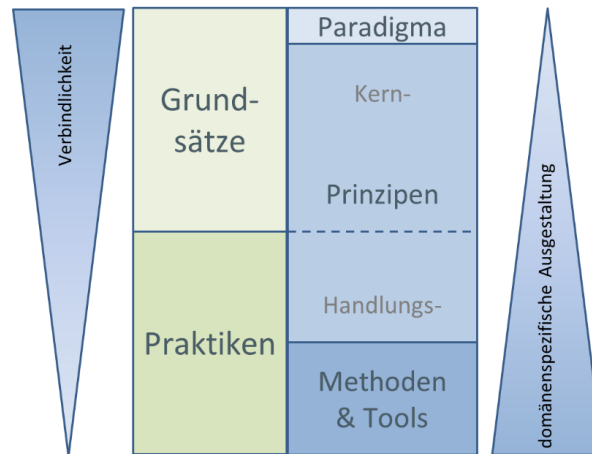 Verbindlichkeit
Grund-
sätze
Praktiken
Paradigma
Kern-
Prinzipen
Handlungs-
Methoden
& Tools
domänenspezifische Ausgestaltung